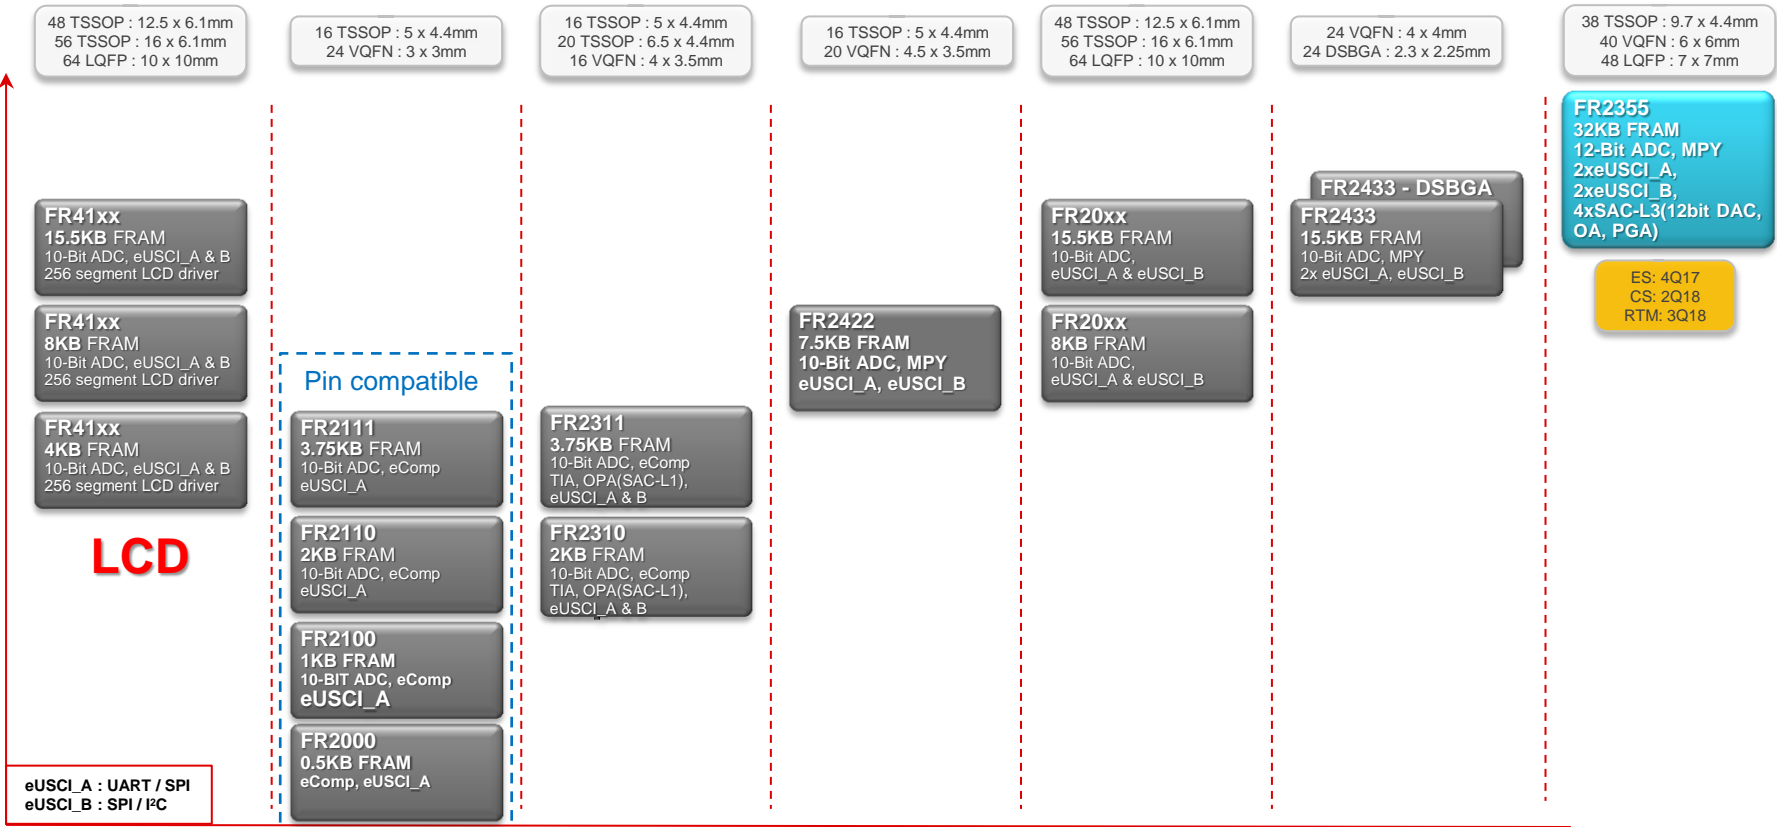 48 TSSOP : 12.5 x 6.1mm
56 TSSOP : 16 x 6.1mm
64 LQFP : 10 x 10mm
16 TSSOP : 5 x 4.4mm
24 VQFN : 3 x 3mm
16 TSSOP : 5 x 4.4mm
20 TSSOP : 6.5 x 4.4mm
16 VQFN : 4 x 3.5mm
16 TSSOP : 5 x 4.4mm
20 VQFN : 4.5 x 3.5mm
48 TSSOP : 12.5 x 6.1mm
56 TSSOP : 16 x 6.1mm
64 LQFP : 10 x 10mm
24 VQFN : 4 x 4mm
24 DSBGA : 2.3 x 2.25mm
38 TSSOP : 9.7 x 4.4mm
40 VQFN : 6 x 6mm
48 LQFP : 7 x 7mm
FR41xx
15.5KB FRAM
10-Bit ADC, eUSCI_A & B
256 segment LCD driver
FR41xx
8KB FRAM
10-Bit ADC, eUSCI_A & B
256 segment LCD driver
FR41xx
4KB FRAM
10-Bit ADC, eUSCI_A & B
256 segment LCD driver
LCD
Pin compatible
FR2111
3.75KB FRAM
10-Bit ADC, eComp
eUSCI_A
FR2110
2KB FRAM
10-Bit ADC, eComp
eUSCI_A
FR2100
1KB FRAM
10-BIT ADC, eComp
eUSCI_A
FR2000
0.5KB FRAM
eComp, eUSCI_A
FR2311
3.75KB FRAM
10-Bit ADC, eComp
TIA, OPA(SAC-L1),
eUSCI_A & B
FR2310
2KB FRAM
10-Bit ADC, eComp
TIA, OPA(SAC-L1),
eUSCI_A & B
FR2422
7.5KB FRAM
10-Bit ADC, MPY
eUSCI_A, eUSCI_B
FR20xx
15.5KB FRAM
10-Bit ADC,
eUSCI_A & eUSCI_B
FR20xx
8KB FRAM
10-Bit ADC,
eUSCI_A & eUSCI_B
FR2433 - DSBGA
FR2433
15.5KB FRAM
10-Bit ADC, MPY
2x eUSCI_A, eUSCI_B
FR2355
32KB FRAM
12-Bit ADC, MPY
2xeUSCI_A,
2xeUSCI_B,
4xSAC-L3(12bit DAC,
OA, PGA)
ES: 4Q17
CS: 2Q18
RTM: 3Q18
eUSCI_A : UART / SPI
eUSCI_B : SPI / I²C